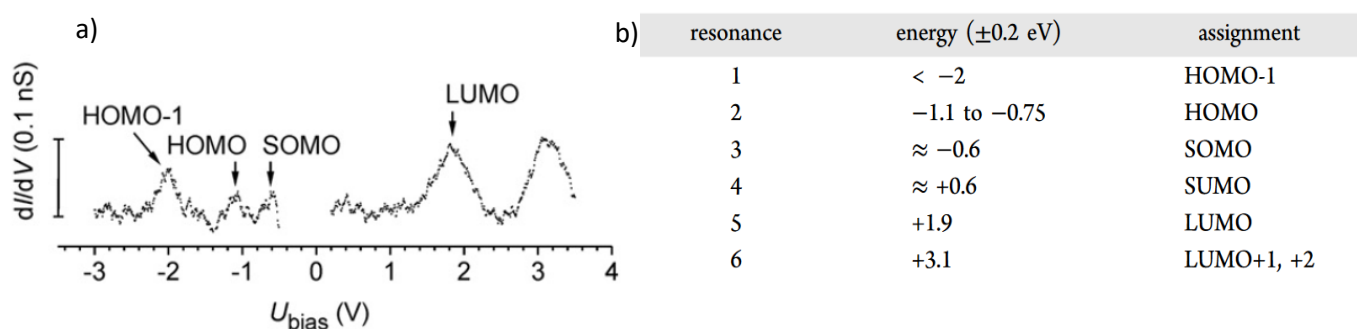 a)
dI/dV (0.1 nS)
HOMO-1
HOMO
SOMO
LUMO
-3 -2 -1 0 1 2 3 4
Ubias (V)
b)
resonance energy (±0.2 eV) assignment
1 < −2 HOMO-1
2 −1.1 to −0.75 HOMO
3 ≈ −0.6 SOMO
4 ≈ +0.6 SUMO
5 +1.9 LUMO
6 +3.1 LUMO+1, +2